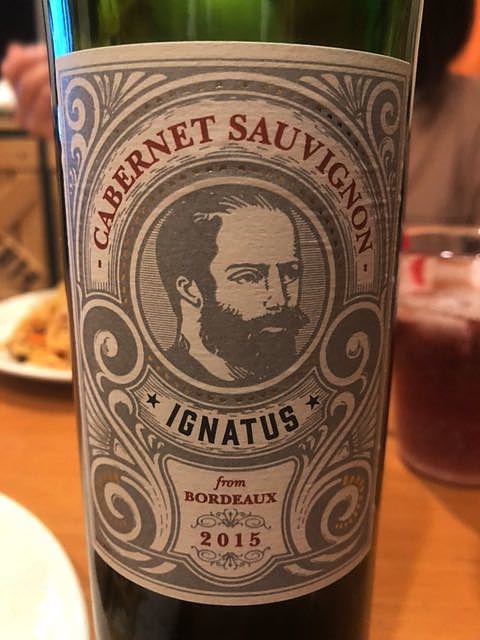 - CABERNET SAUVIGNON -
★ IGNATUS ★
from
BORDEAUX
2015